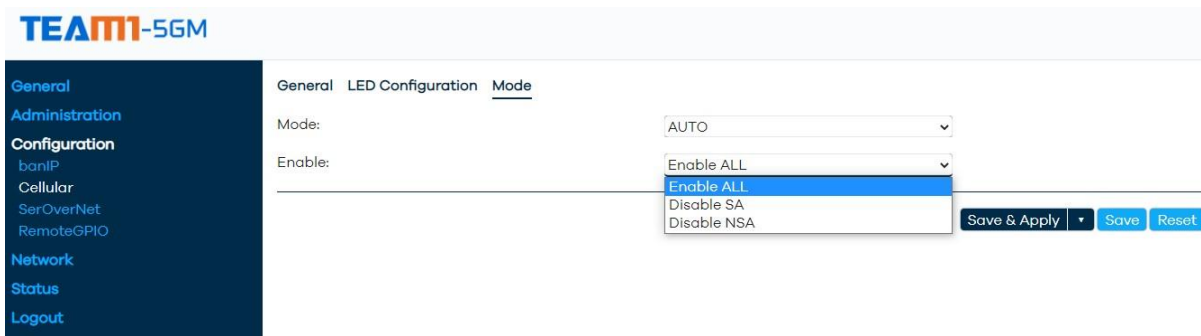 TEAM1-5GM
General
Administration
Configuration
banIP
Cellular
SerOverNet
RemoteGPIO
Network
Status
Logout
General LED Configuration Mode
Mode: AUTO
Enable: Enable ALL
Enable ALL
Disable SA
Disable NSA
Save & Apply Save Reset